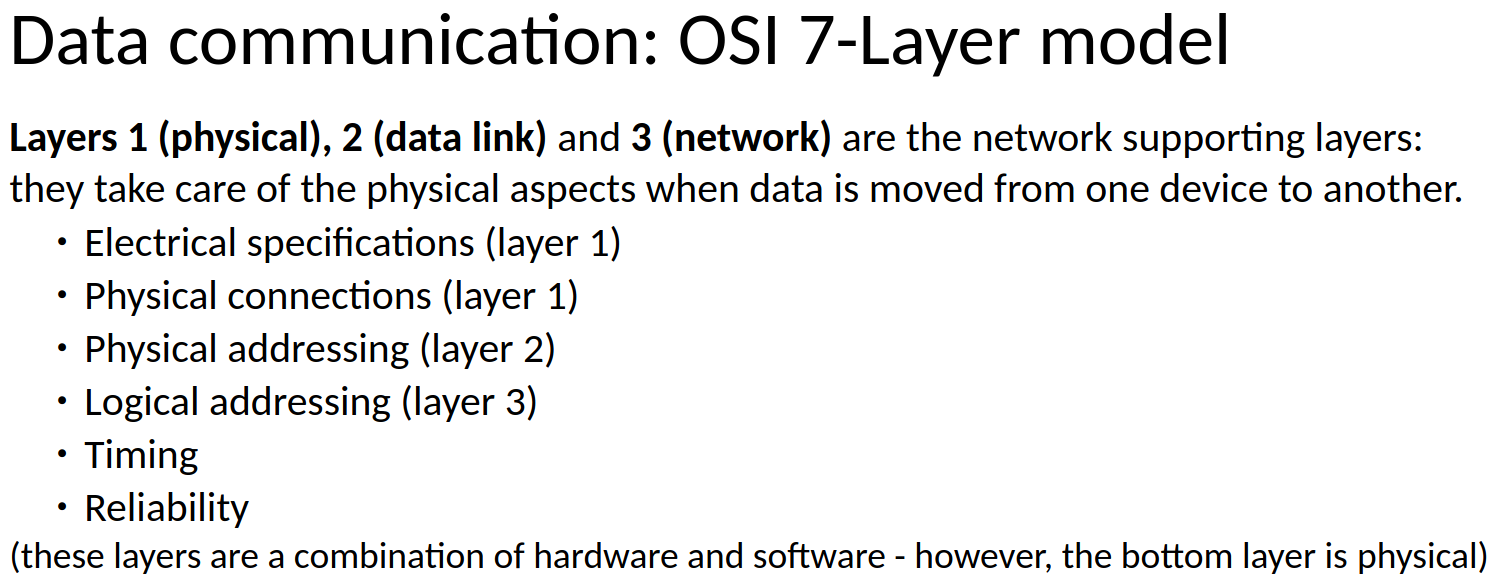 Data communication: OSI 7-Layer model
Layers 1 (physical), 2 (data link) and 3 (network) are the network supporting layers:
they take care of the physical aspects when data is moved from one device to another.
• Electrical specifications (layer 1)
• Physical connections (layer 1)
• Physical addressing (layer 2)
• Logical addressing (layer 3)
• Timing
• Reliability
(these layers are a combination of hardware and software - however, the bottom layer is physical)